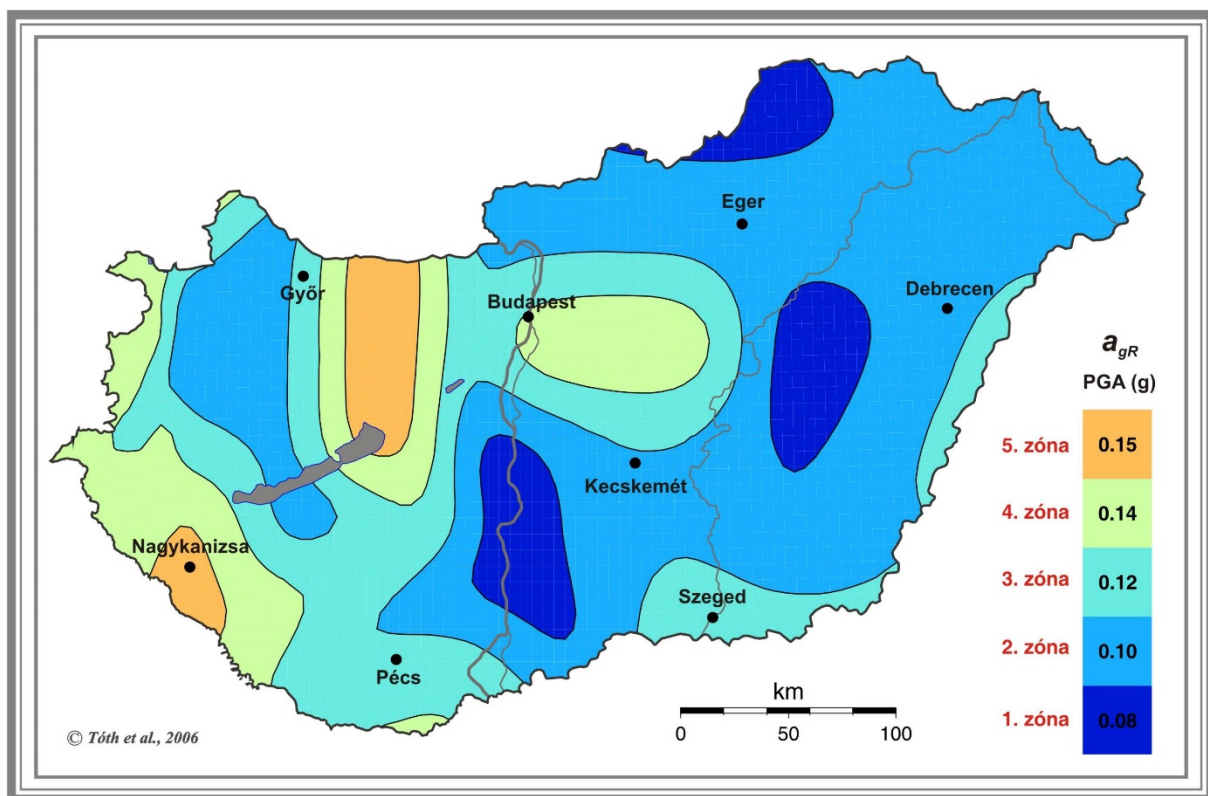 Eger
Győr
Budapest
Debrecen
Kecskemét
Nagykanizsa
Szeged
Pécs
a_gR
PGA (g)
5. zóna 0.15
4. zóna 0.14
3. zóna 0.12
2. zóna 0.10
1. zóna 0.08
km
0 50 100
© Tóth et al., 2006